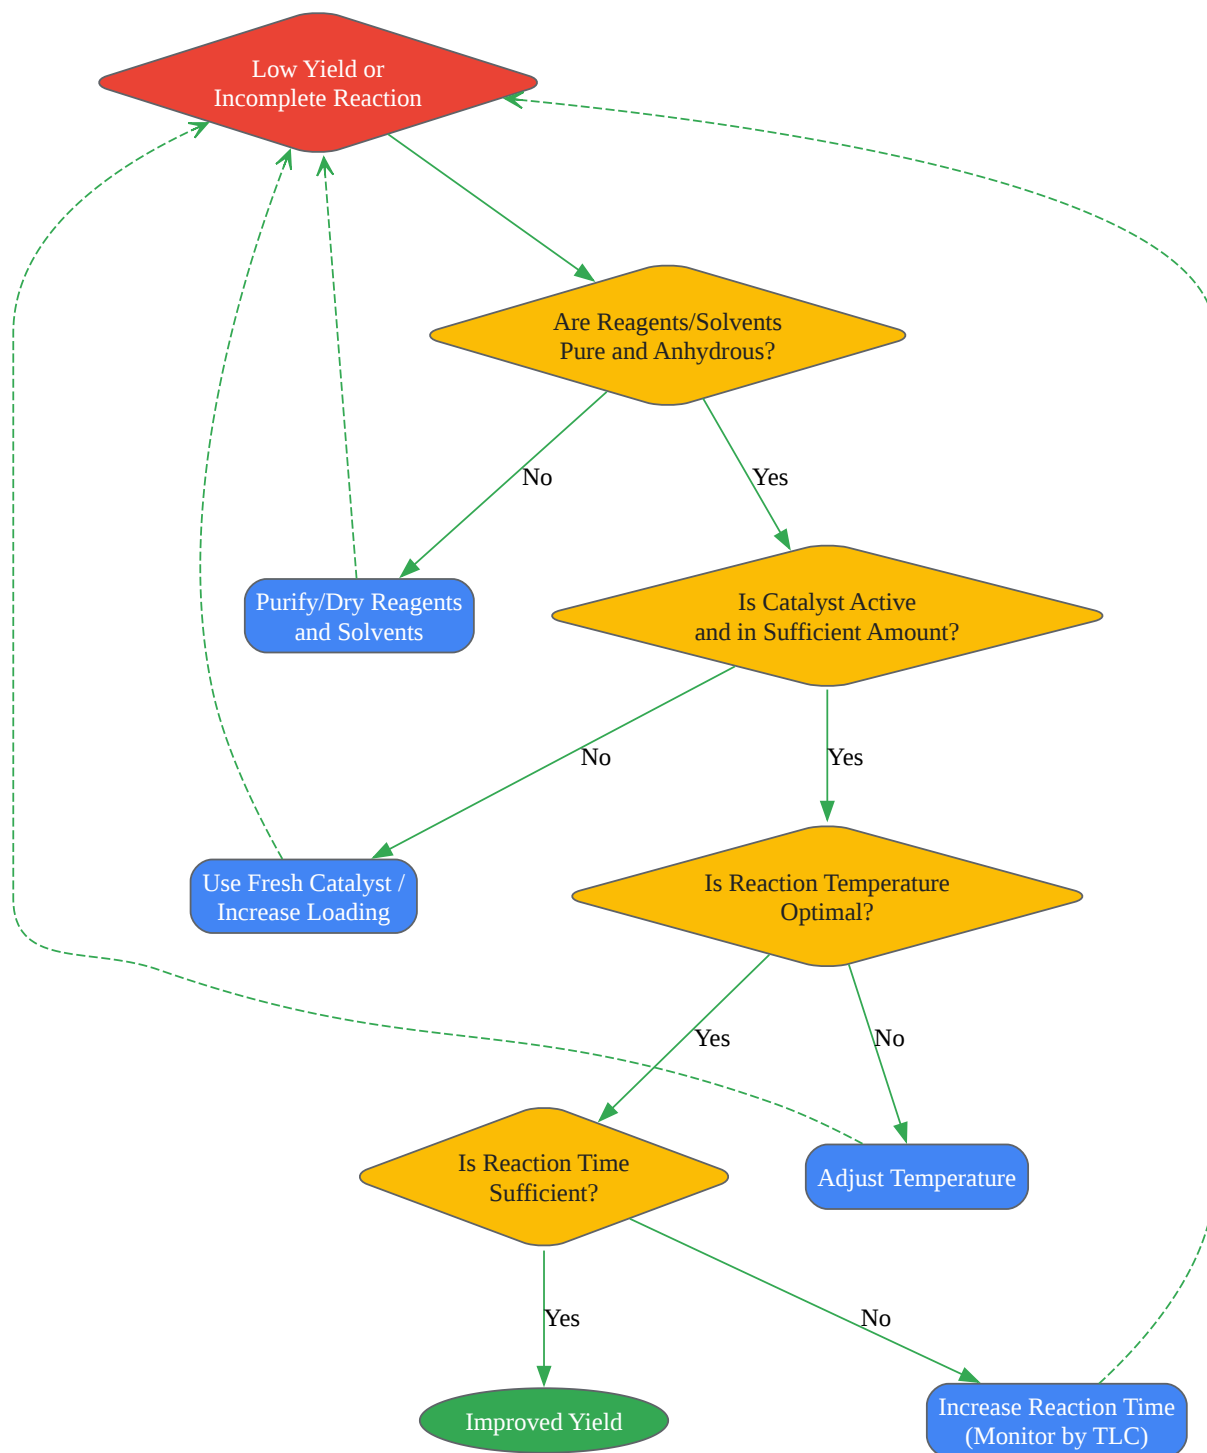 Low Yield or
Incomplete Reaction
Are Reagents/Solvents
Pure and Anhydrous?
No
Yes
Purify/Dry Reagents
and Solvents
Is Catalyst Active
and in Sufficient Amount?
No
Yes
Use Fresh Catalyst /
Increase Loading
Is Reaction Temperature
Optimal?
Yes
No
Is Reaction Time
Sufficient?
Adjust Temperature
Yes
No
Improved Yield
Increase Reaction Time
(Monitor by TLC)